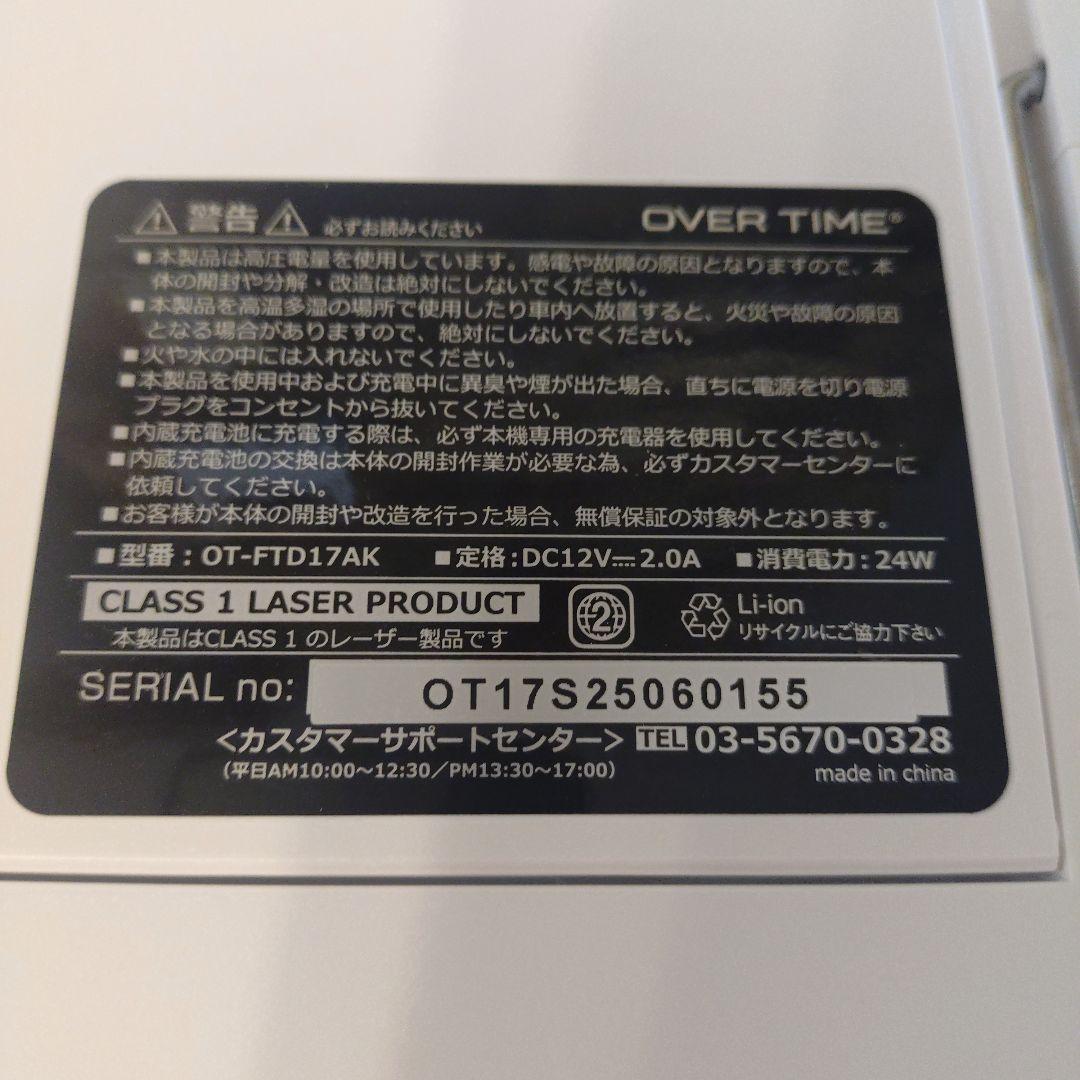 ⚠警告⚠ 必ずお読みください OVER TIME®
■本製品は高圧電量を使用しています。感電や故障の原因となりますので、本
体の開封や分解・改造は絶対にしないでください。
■本製品を高温多湿の場所で使用したり車内へ放置すると、火災や故障の原因
となる場合がありますので、絶対にしないでください。
■火や水の中には入れないでください。
■本製品を使用中および充電中に異臭や煙が出た場合、直ちに電源を切り電源
プラグをコンセントから抜いてください。
■内蔵充電池に充電する際は、必ず本機専用の充電器を使用してください。
■内蔵充電池の交換は本体の開封作業が必要な為、必ずカスタマーセンターに
依頼してください。
■お客様が本体の開封や改造を行った場合、無償保証の対象外となります。
■型番：OT-FTD17AK ■定格：DC12V⎓2.0A ■消費電力：24W
CLASS 1 LASER PRODUCT 2 Li-ion
本製品はCLASS 1 のレーザー製品です リサイクルにご協力下さい
SERIAL no: OT17S25060155
＜カスタマーサポートセンター＞ TEL 03-5670-0328
（平日AM10:00～12:30／PM13:30～17:00） made in china